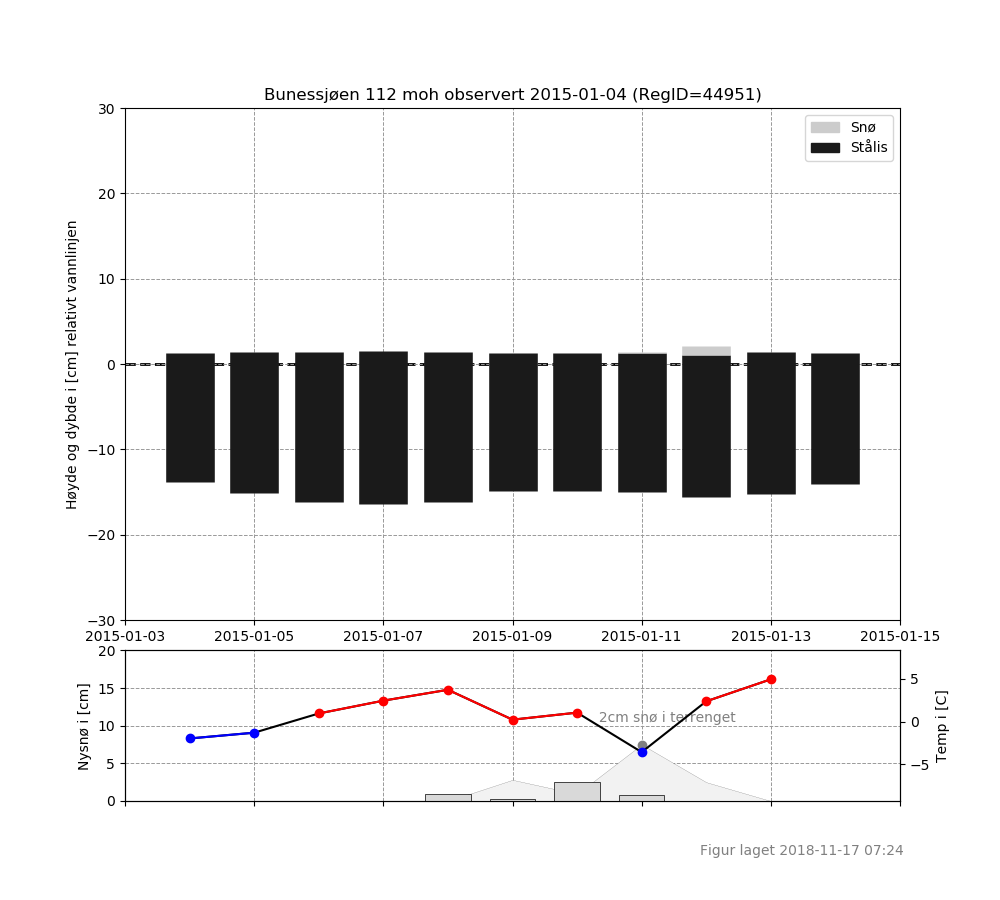 Bunessjøen 112 moh observert 2015-01-04 (RegID=44951)
30
20
10
0
−10
−20
−30
Høyde og dybde i [cm] relativt vannlinjen
Snø
Stålis
2015-01-03 2015-01-05 2015-01-07 2015-01-09 2015-01-11 2015-01-13 2015-01-15
20
15
10
5
0
Nysnø i [cm]
2cm snø i terrenget
5
0
−5
Temp i [C]
Figur laget 2018-11-17 07:24